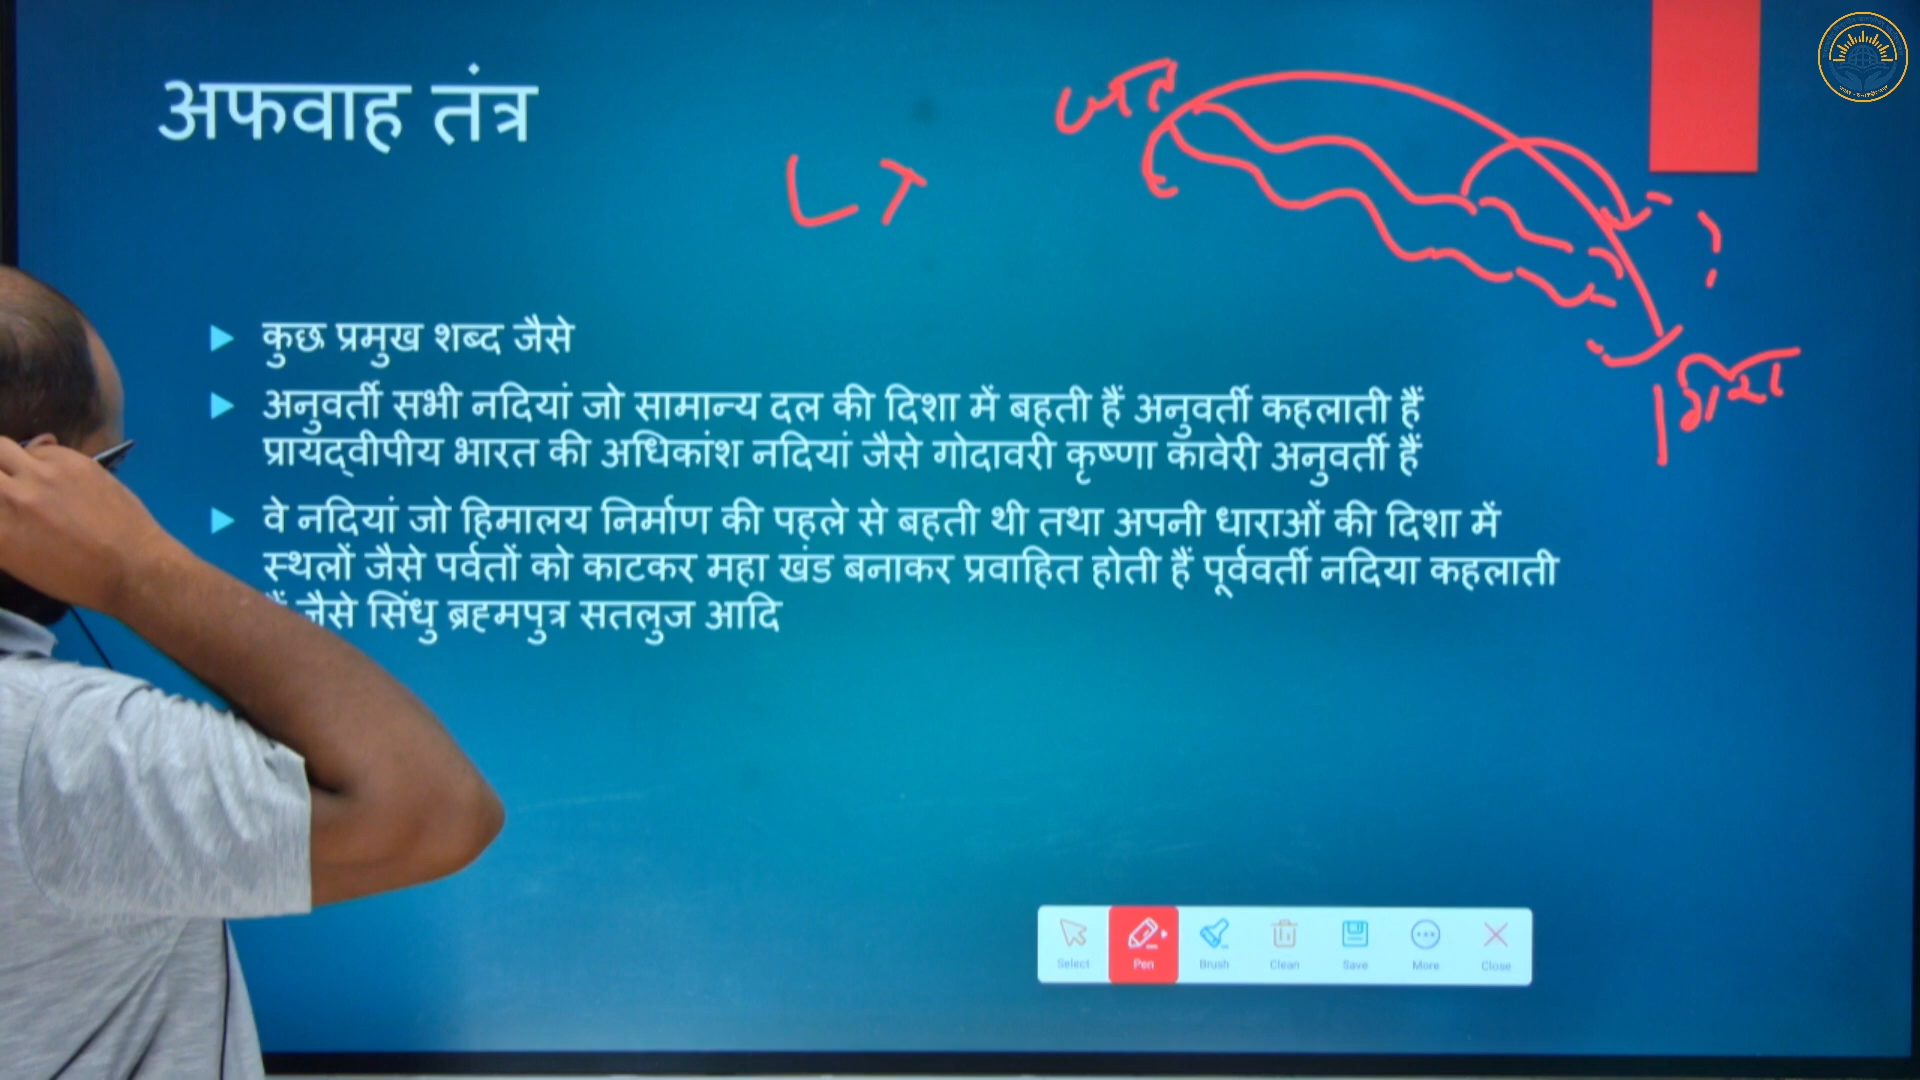 अफवाह तंत्र
कुछ प्रमुख शब्द जैसे
अनुवर्ती सभी नदियां जो सामान्य दल की दिशा में बहती हैं अनुवर्ती कहलाती हैं
प्रायद्वीपीय भारत की अधिकांश नदियां जैसे गोदावरी कृष्णा कावेरी अनुवर्ती हैं
वे नदियां जो हिमालय निर्माण की पहले से बहती थी तथा अपनी धाराओं की दिशा में
स्थलों जैसे पर्वतों को काटकर महा खंड बनाकर प्रवाहित होती हैं पूर्ववर्ती नदिया कहलाती
हैं जैसे सिंधु ब्रह्मपुत्र सतलुज आदि
Select Pen Brush Clean Save More Close